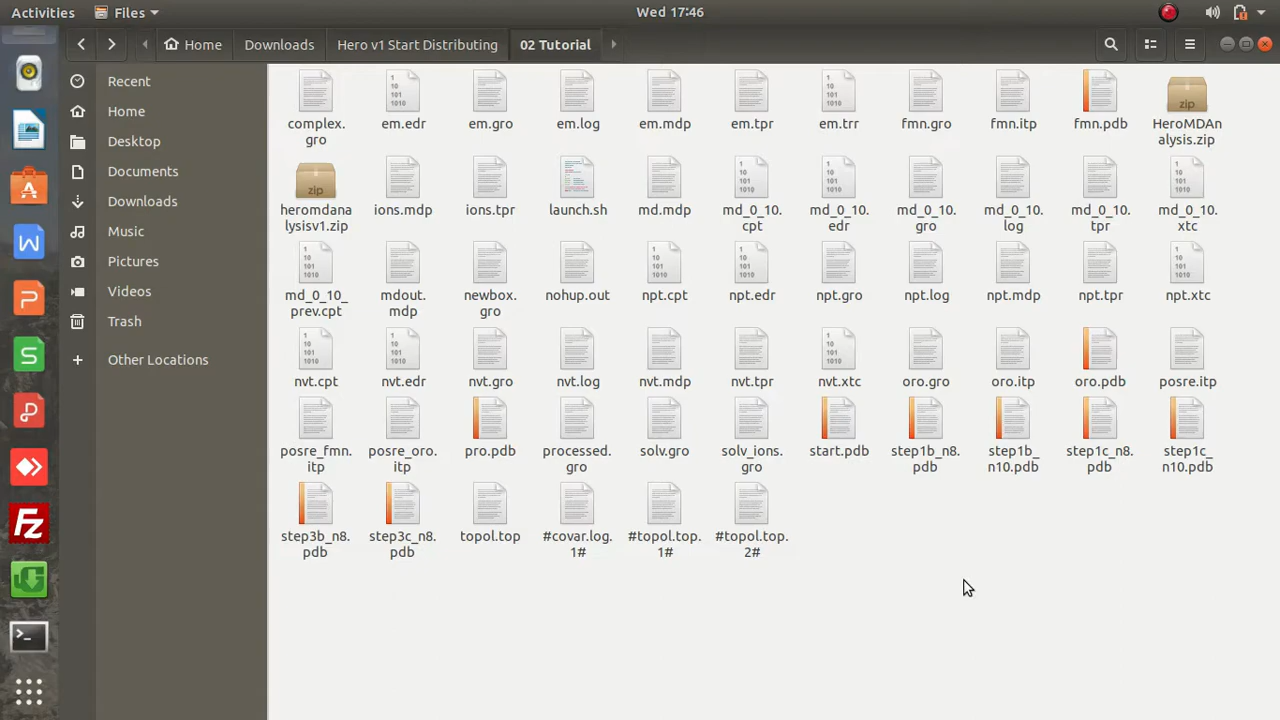 Activities Files Wed 17:46
Home Downloads Hero v1 Start Distributing 02 Tutorial
Recent
Home
Desktop
Documents
Downloads
Music
Pictures
Videos
Trash
Other Locations
complex. em.edr em.gro em.log em.mdp em.tpr em.trr fmn.gro fmn.itp fmn.pdb HeroMDAn
gro alysis.zip
heromdana ions.mdp ions.tpr launch.sh md.mdp md_0_10. md_0_10. md_0_10. md_0_10. md_0_10. md_0_10.
lysisv1.zip cpt edr gro log tpr xtc
md_0_10_ mdout. newbox. nohup.out npt.cpt npt.edr npt.gro npt.log npt.mdp npt.tpr npt.xtc
prev.cpt mdp gro
nvt.cpt nvt.edr nvt.gro nvt.log nvt.mdp nvt.tpr nvt.xtc oro.gro oro.itp oro.pdb posre.itp
posre_fmn. posre_oro. pro.pdb processed. solv.gro solv_ions. start.pdb step1b_n8. step1b_ step1c_n8. step1c_
itp itp gro gro pdb n10.pdb pdb n10.pdb
step3b_n8. step3c_n8. topol.top #covar.log. #topol.top. #topol.top.
pdb pdb 1# 1# 2#